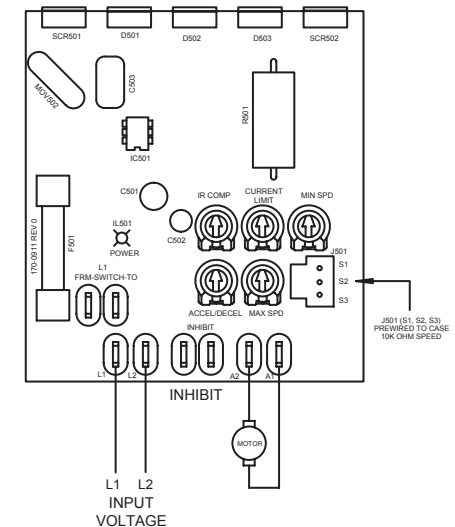 SCR501 D501 D502 D503 SCR502
MOV502
C503
R501
IC501
C501
C502
IR COMP
CURRENT
LIMIT
MIN SPD
170-0911 REV 0
F501
IL501
POWER
J501
S1
S2
S3
L1
FRM-SWITCH-TO
ACCEL/DECEL
MAX SPD
J501 (S1, S2, S3)
PREWIRED TO CASE
10K OHM SPEED
INHIBIT
L1
L2
A2
A1
INHIBIT
MOTOR
L1 L2
INPUT
VOLTAGE